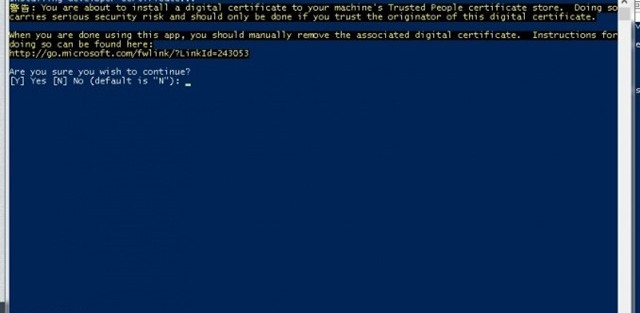 警告: You are about to install a digital certificate to your machine's Trusted People certificate store.  Doing so
carries serious security risk and should only be done if you trust the originator of this digital certificate.
When you are done using this app, you should manually remove the associated digital certificate.  Instructions for
doing so can be found here:
http://go.microsoft.com/fwlink/?LinkId=243053
Are you sure you wish to continue?
[Y] Yes [N] No (default is "N"):